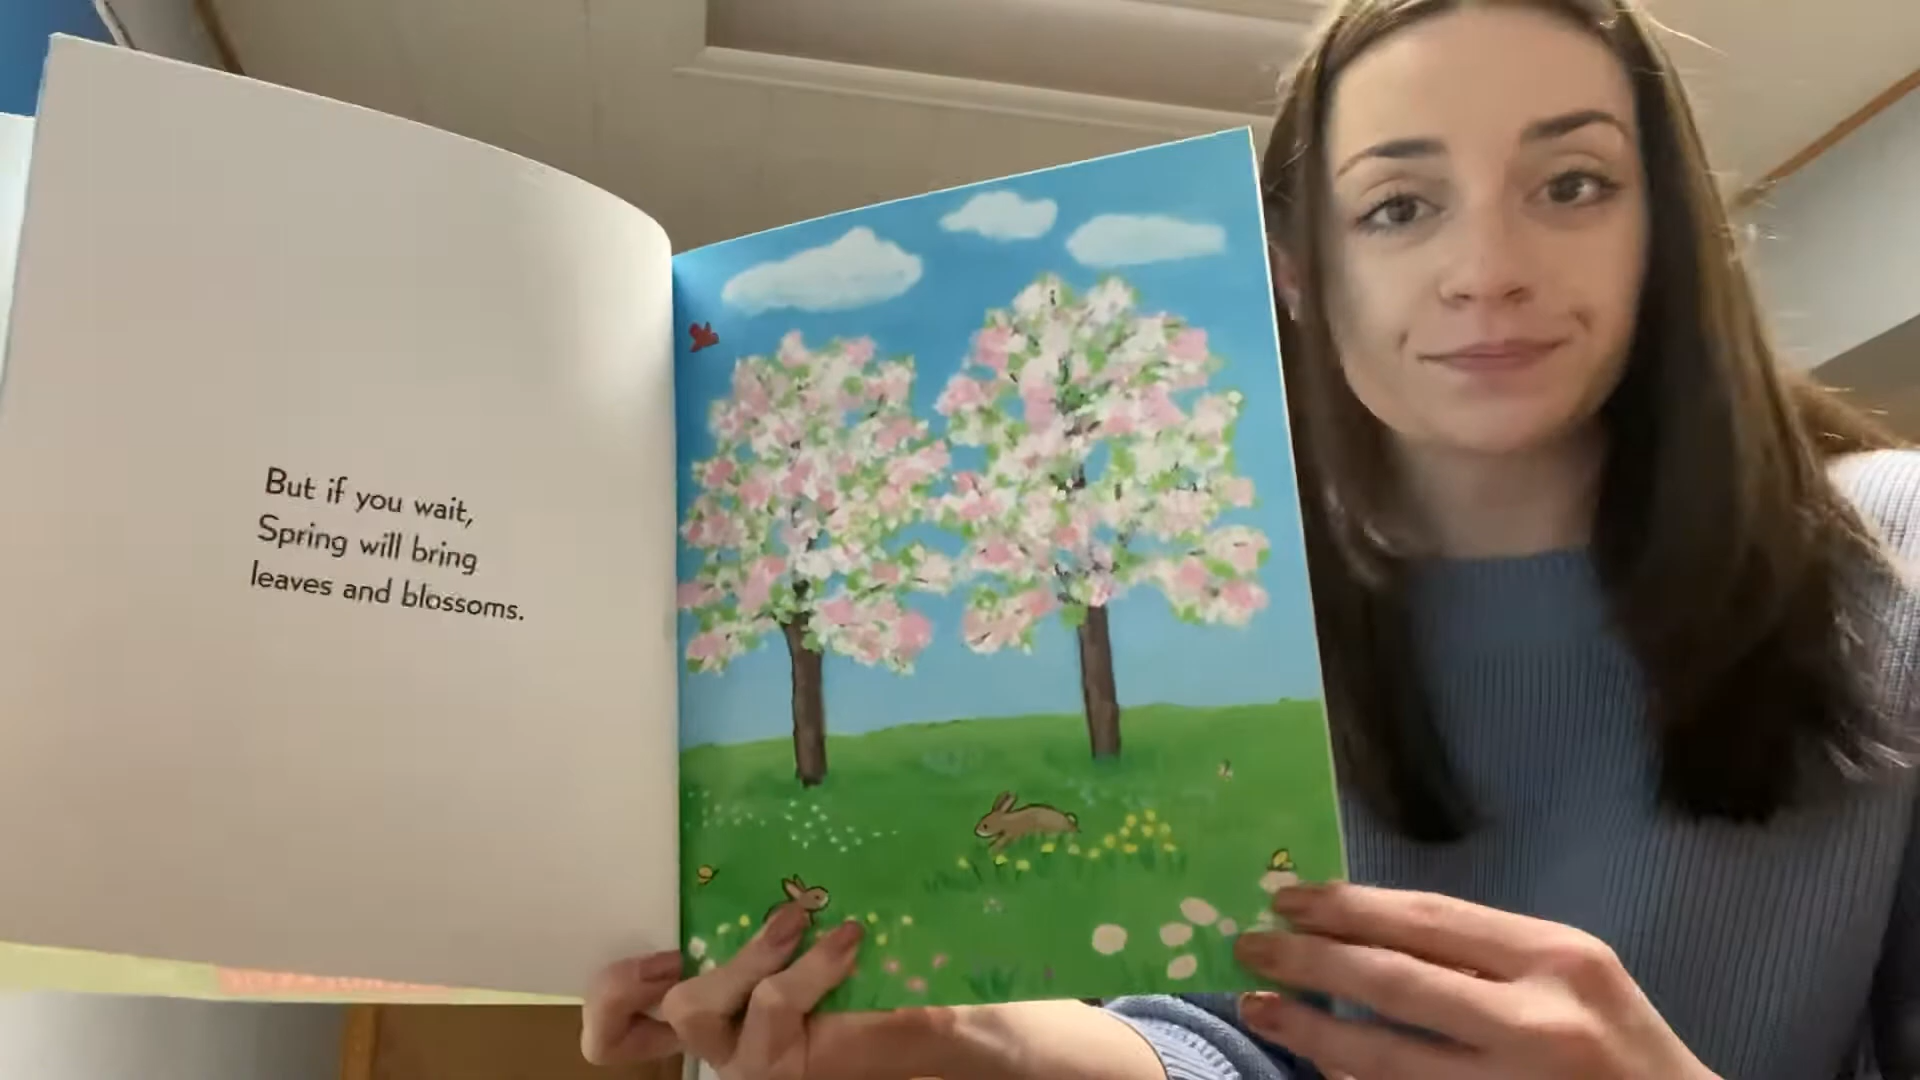 But if you wait,
Spring will bring
leaves and blossoms.